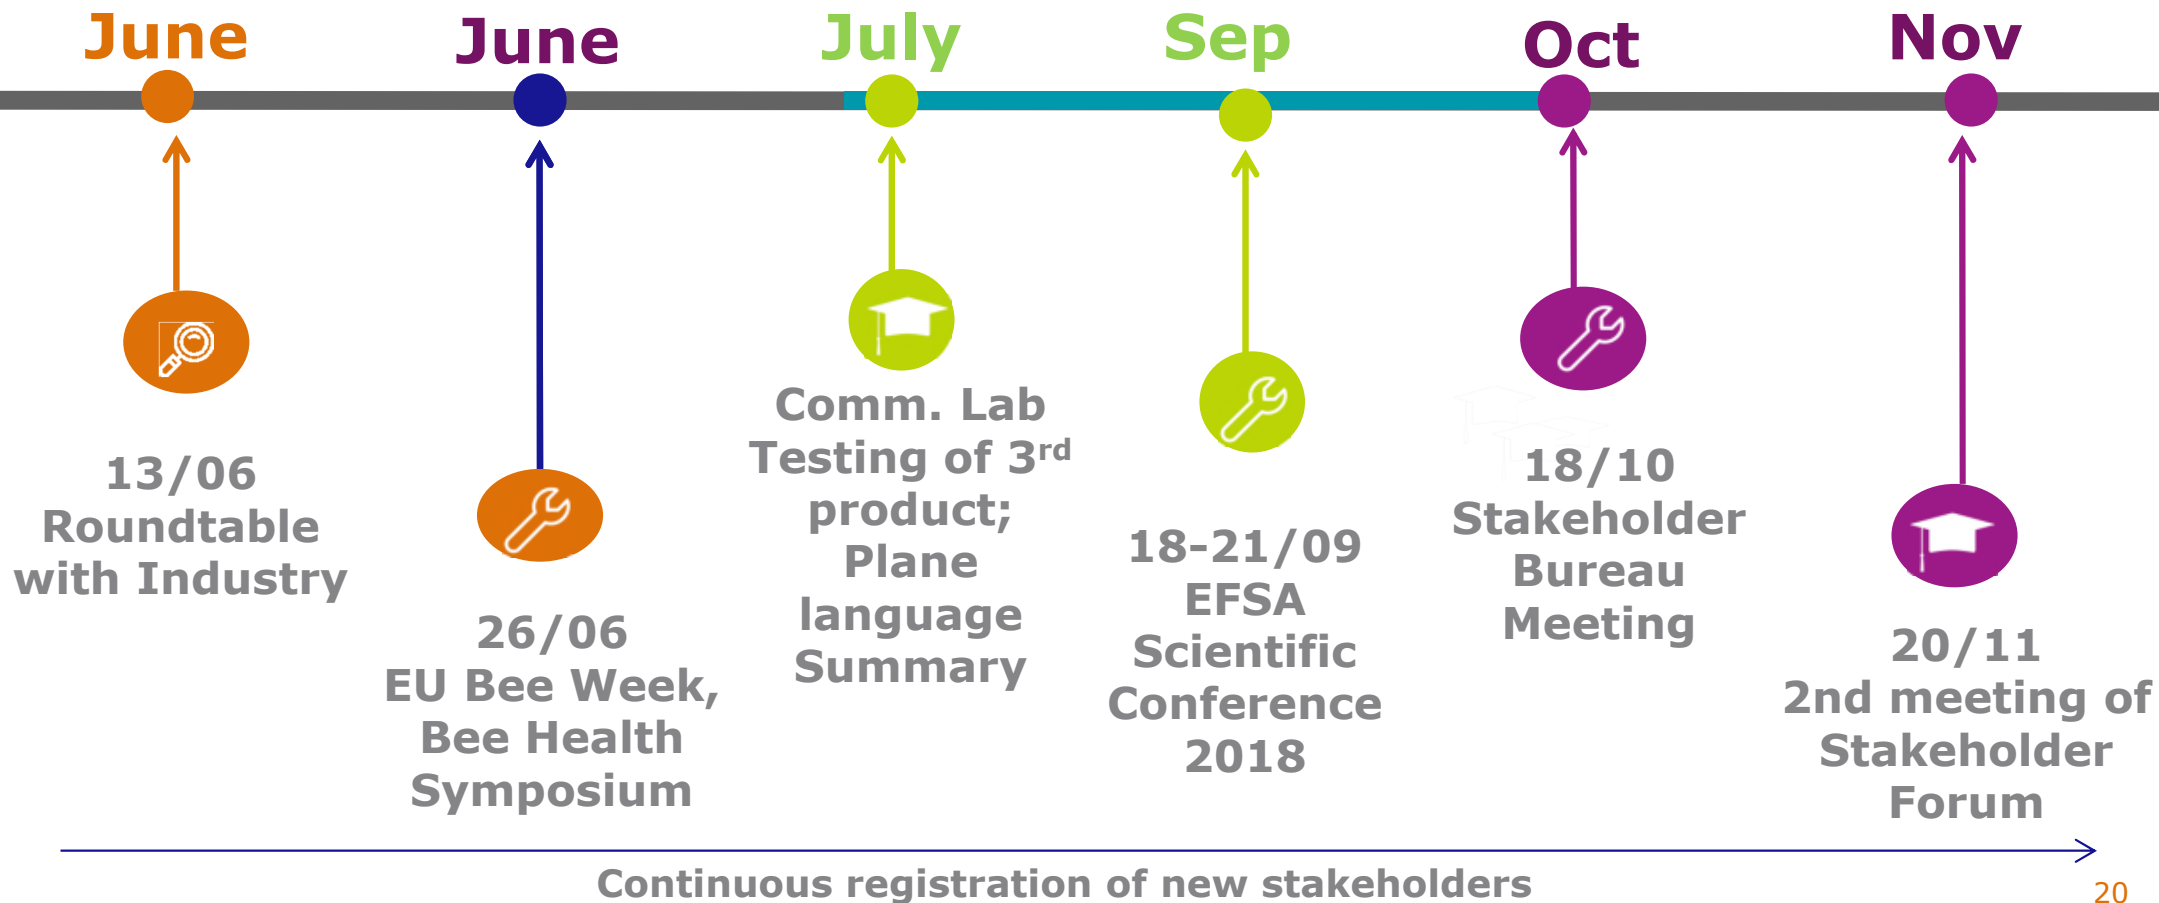 June
June
July
Sep
Oct
Nov
13/06
Roundtable
with Industry
26/06
EU Bee Week,
Bee Health
Symposium
Comm. Lab
Testing of 3rd
product;
Plane
language
Summary
18-21/09
EFSA
Scientific
Conference
2018
18/10
Stakeholder
Bureau
Meeting
20/11
2nd meeting of
Stakeholder
Forum
Continuous registration of new stakeholders
20